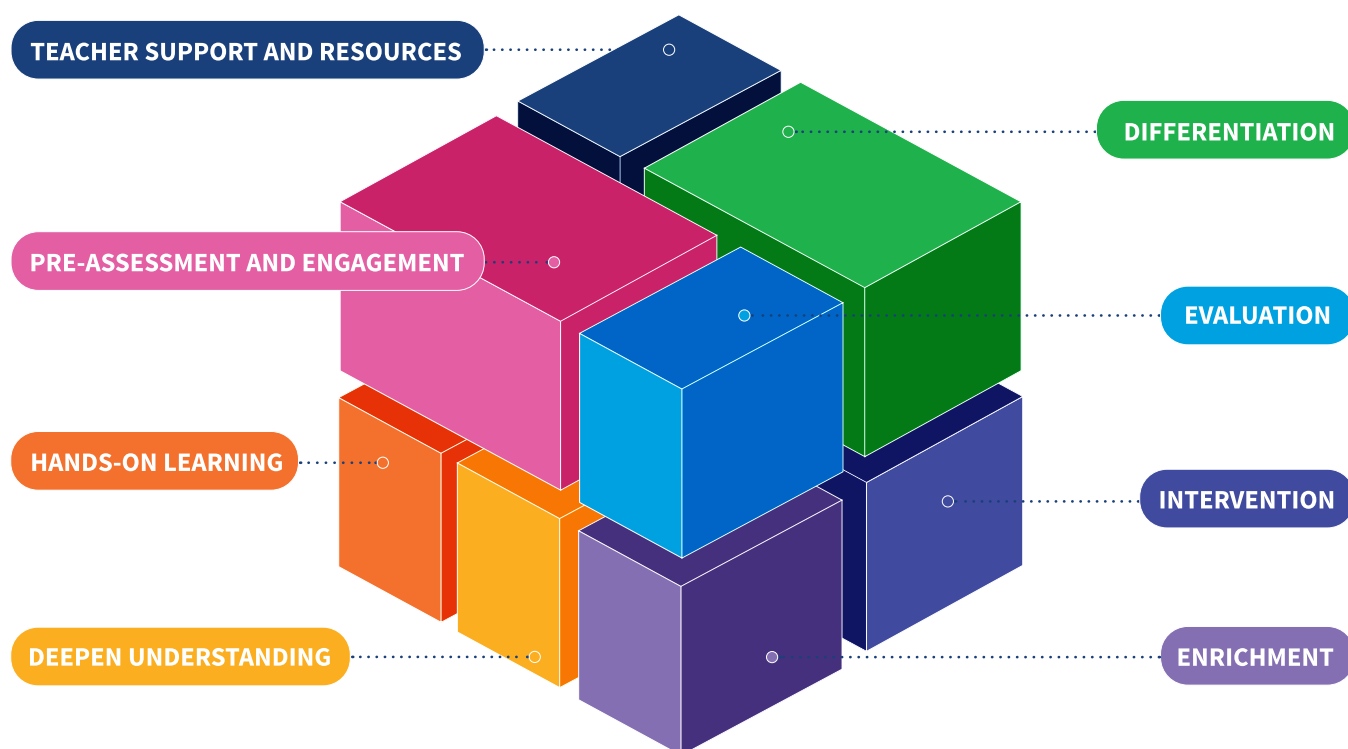 TEACHER SUPPORT AND RESOURCES
DIFFERENTIATION
PRE-ASSESSMENT AND ENGAGEMENT
EVALUATION
HANDS-ON LEARNING
INTERVENTION
DEEPEN UNDERSTANDING
ENRICHMENT